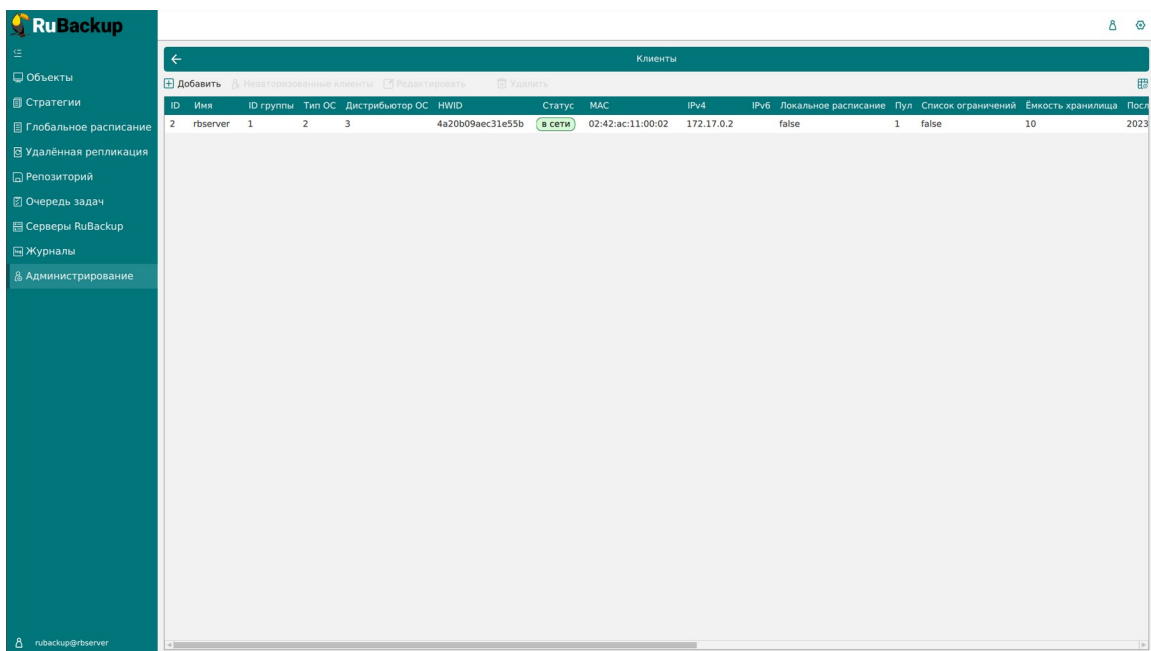 RuBackup
Клиенты
Объекты
Стратегии
Глобальное расписание
Удалённая репликация
Репозиторий
Очередь задач
Серверы RuBackup
Журналы
Администрирование
Добавить Неавторизованные клиенты Редактировать Удалить
ID Имя ID группы Тип ОС Дистрибьютор ОС HWID Статус MAC IPv4 IPv6 Локальное расписание Пул Список ограничений Ёмкость хранилища Посл
2 rbserver 1 2 3 4a20b09aec31e55b в сети 02:42:ac:11:00:02 172.17.0.2 false 1 false 10 2023
rubackup@rbserver